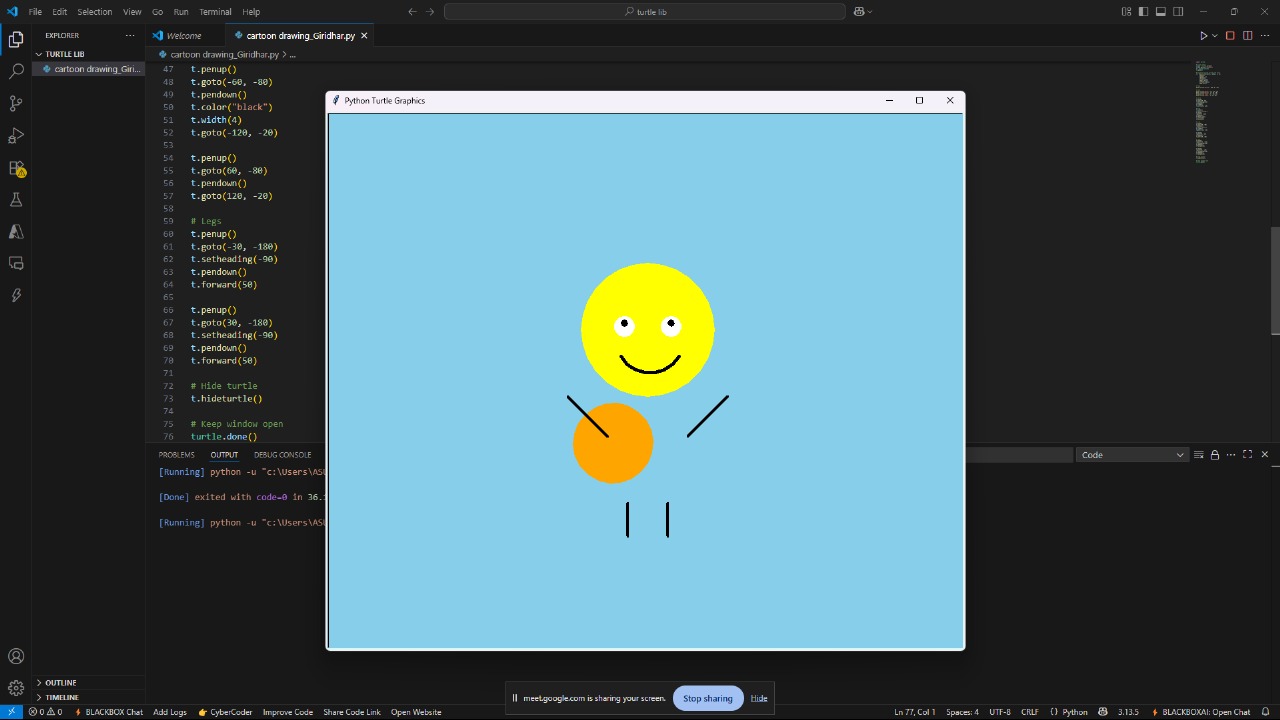 File Edit Selection View Go Run Terminal Help
turtle lib
EXPLORER
Welcome
cartoon drawing_Giridhar.py
TURTLE LIB
cartoon drawing_Giri...
cartoon drawing_Giridhar.py > ...
47 t.penup()
48 t.goto(-60, -80)
49 t.pendown()
50 t.color("black")
51 t.width(4)
52 t.goto(-120, -20)
53
54 t.penup()
55 t.goto(60, -80)
56 t.pendown()
57 t.goto(120, -20)
58
59 # Legs
60 t.penup()
61 t.goto(-30, -180)
62 t.setheading(-90)
63 t.pendown()
64 t.forward(50)
65
66 t.penup()
67 t.goto(30, -180)
68 t.setheading(-90)
69 t.pendown()
70 t.forward(50)
71
72 # Hide turtle
73 t.hideturtle()
74
75 # Keep window open
76 turtle.done()
Python Turtle Graphics
PROBLEMS OUTPUT DEBUG CONSOLE
Code
[Running] python -u "c:\Users\ASU
[Done] exited with code=0 in 36.
[Running] python -u "c:\Users\ASU
OUTLINE
TIMELINE
meet.google.com is sharing your screen.
Stop sharing
Hide
0 0 BLACKBOX Chat Add Logs CyberCoder Improve Code Share Code Link Open Website
Ln 77, Col 1 Spaces: 4 UTF-8 CRLF {} Python 3.13.5 BLACKBOXAI: Open Chat